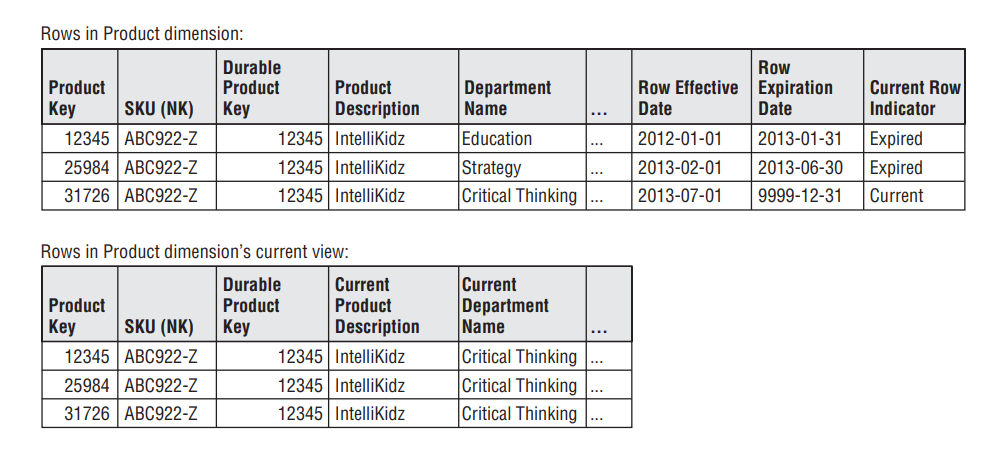 Rows in Product dimension:
Product Key | SKU (NK) | Durable Product Key | Product Description | Department Name | ... | Row Effective Date | Row Expiration Date | Current Row Indicator
12345 | ABC922-Z | 12345 | IntelliKidz | Education | ... | 2012-01-01 | 2013-01-31 | Expired
25984 | ABC922-Z | 12345 | IntelliKidz | Strategy | ... | 2013-02-01 | 2013-06-30 | Expired
31726 | ABC922-Z | 12345 | IntelliKidz | Critical Thinking | ... | 2013-07-01 | 9999-12-31 | Current
Rows in Product dimension’s current view:
Product Key | SKU (NK) | Durable Product Key | Current Product Description | Current Department Name | ...
12345 | ABC922-Z | 12345 | IntelliKidz | Critical Thinking | ...
25984 | ABC922-Z | 12345 | IntelliKidz | Critical Thinking | ...
31726 | ABC922-Z | 12345 | IntelliKidz | Critical Thinking | ...